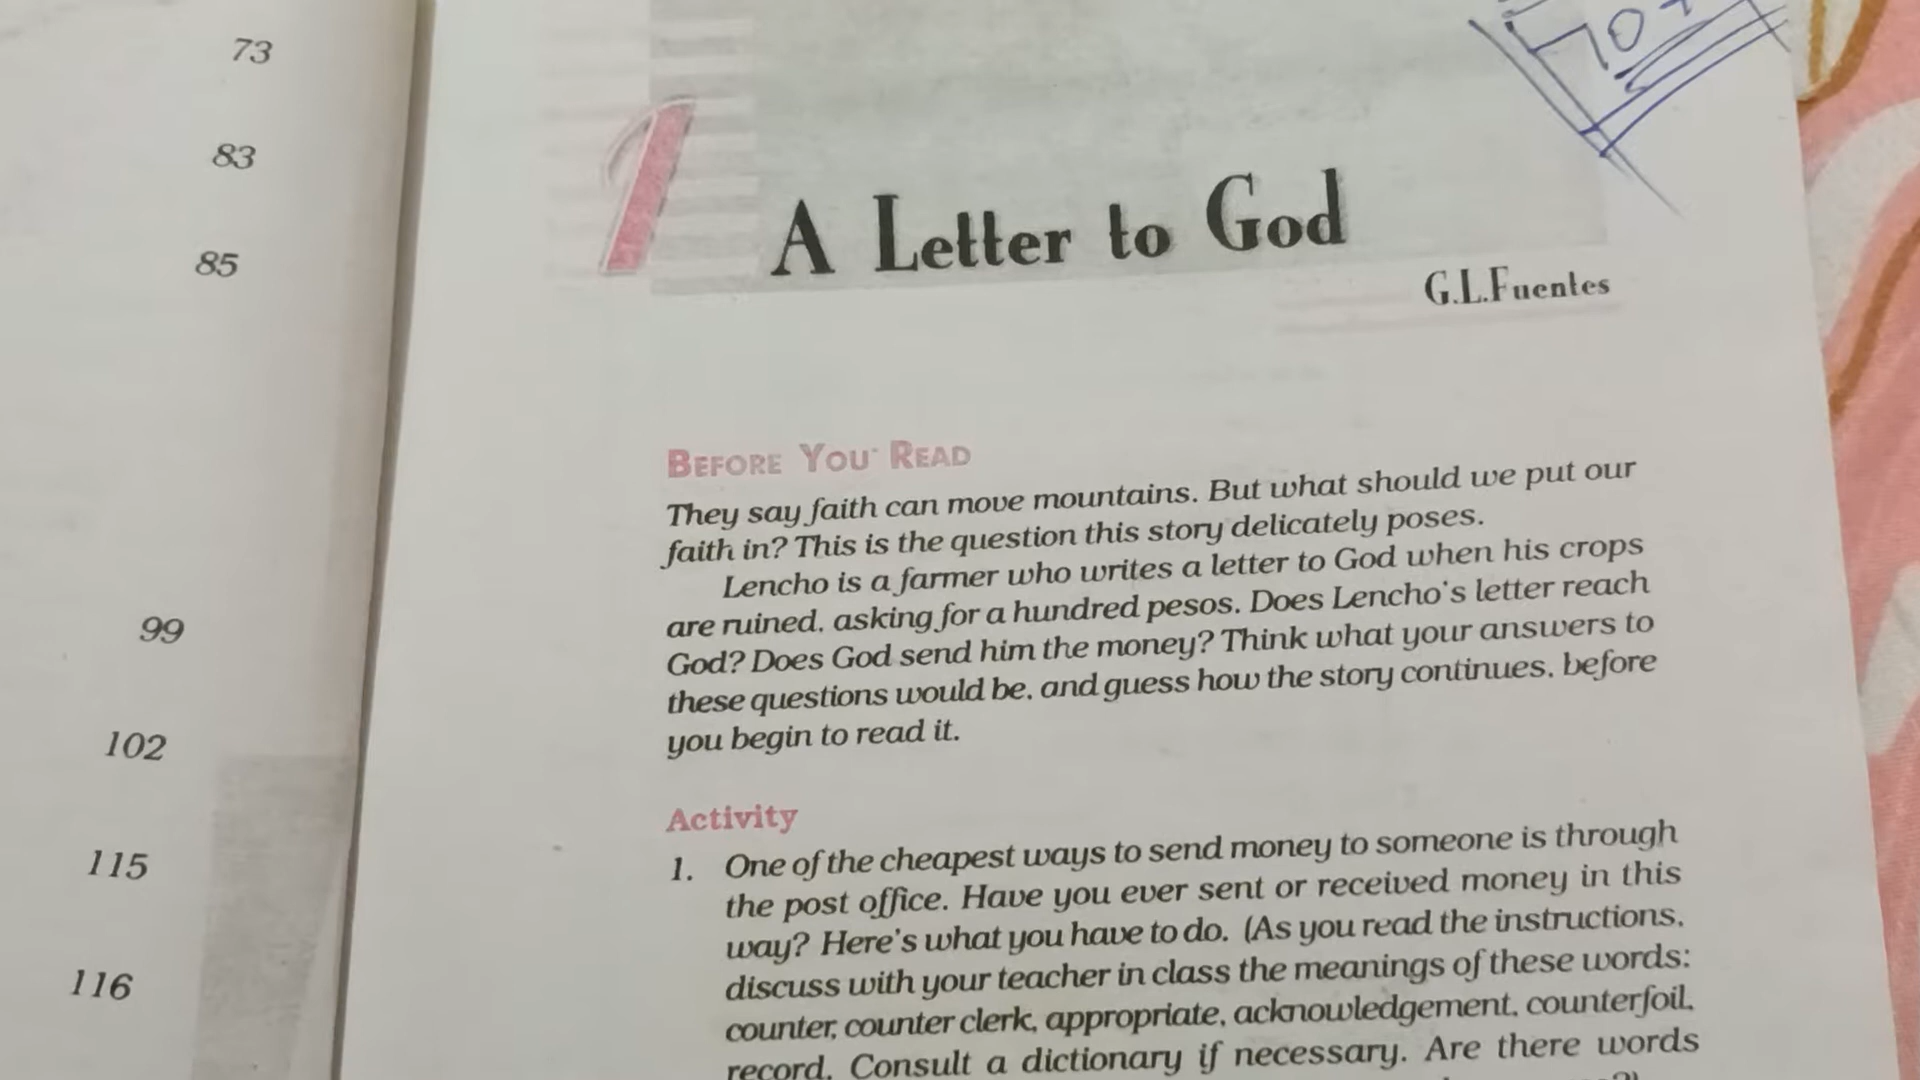 73
83
85
99
102
115
116
1
A Letter to God
G.L.Fuentes
BEFORE YOU READ
They say faith can move mountains. But what should we put our
faith in? This is the question this story delicately poses.
Lencho is a farmer who writes a letter to God when his crops
are ruined, asking for a hundred pesos. Does Lencho's letter reach
God? Does God send him the money? Think what your answers to
these questions would be, and guess how the story continues, before
you begin to read it.
Activity
1. One of the cheapest ways to send money to someone is through
the post office. Have you ever sent or received money in this
way? Here's what you have to do. (As you read the instructions,
discuss with your teacher in class the meanings of these words:
counter, counter clerk, appropriate, acknowledgement, counterfoil,
record. Consult a dictionary if necessary. Are there words